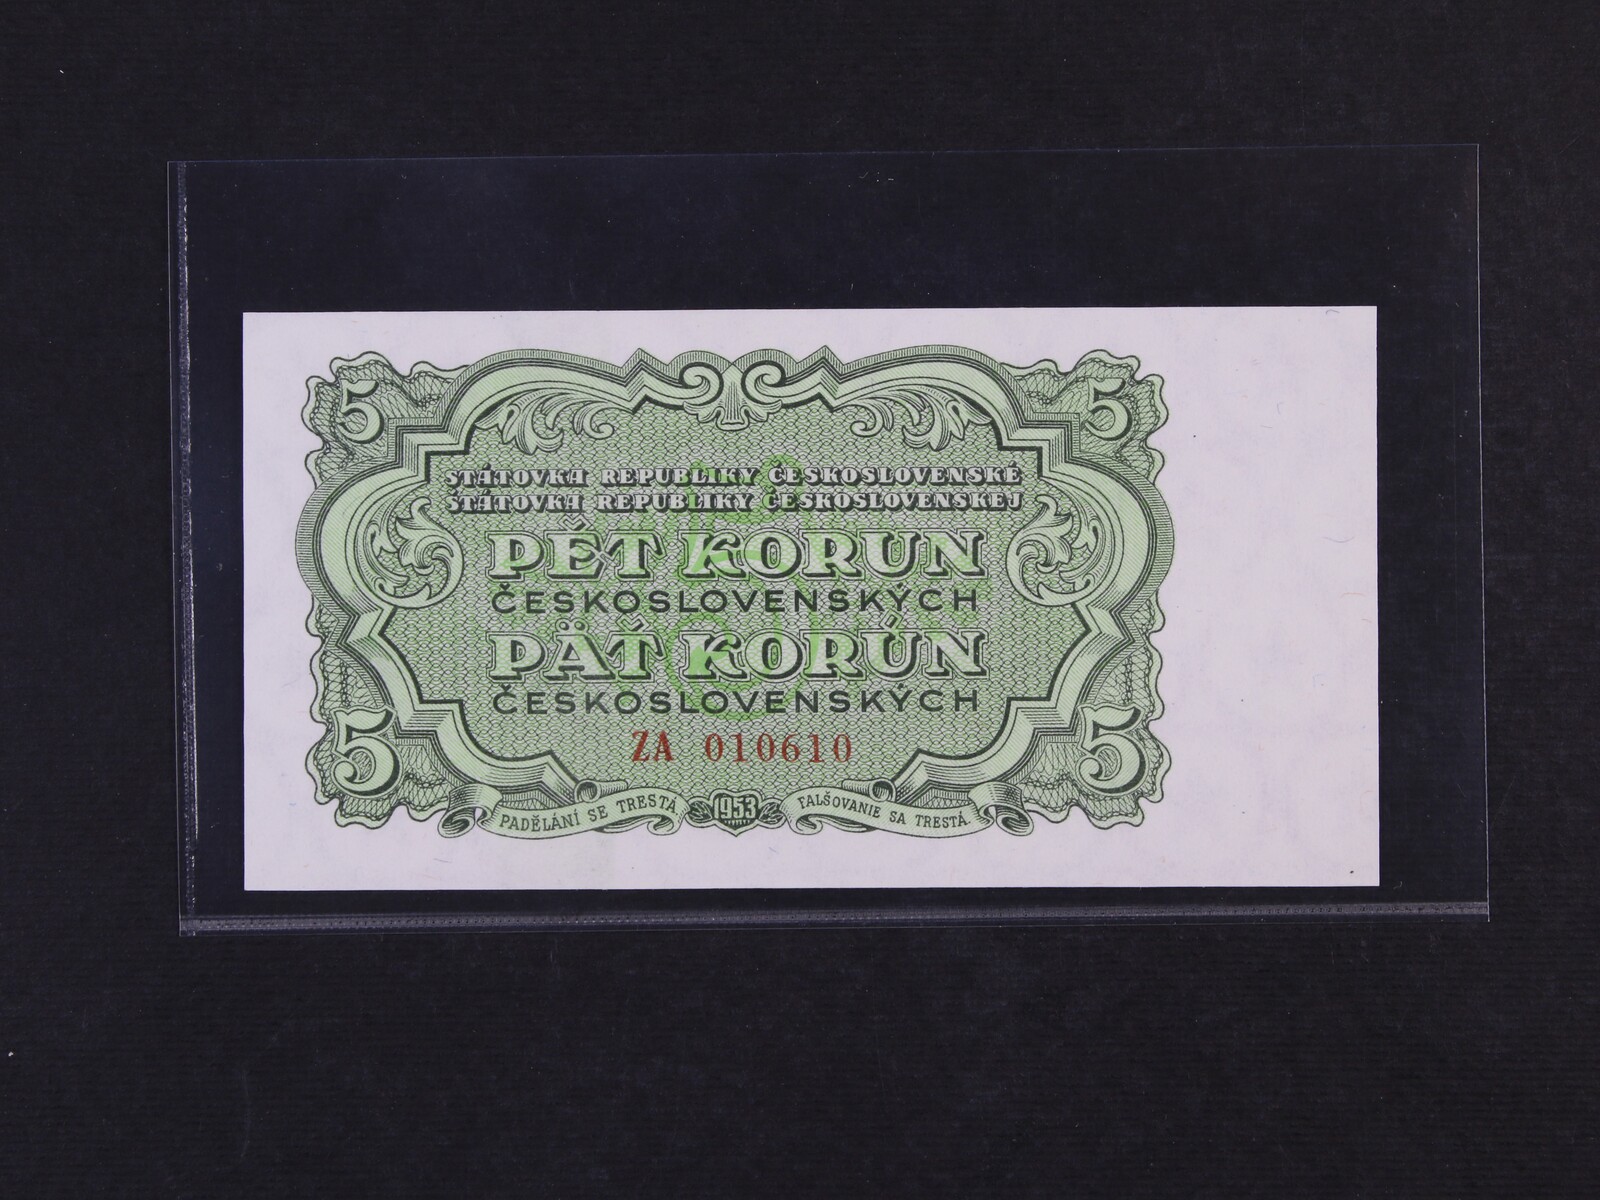 5 5
STÁTOVKA REPUBLIKY ČESKOSLOVENSKÉ
ŠTÁTOVKA REPUBLIKY ČESKOSLOVENSKEJ
PĚT KORUN
ČESKOSLOVENSKÝCH
PÄŤ KORÚN
ČESKOSLOVENSKÝCH
5 5
ZA 010610
PADĚLÁNÍ SE TRESTÁ 1953 FALŠOVANIE SA TRESTÁ